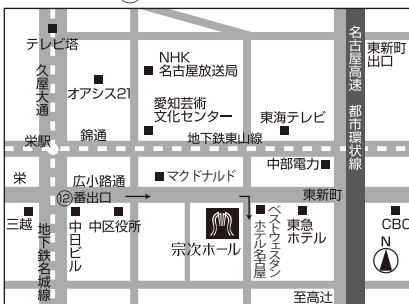 テレビ塔
久屋大通
オアシス21
NHK
名古屋放送局
愛知芸術
文化センター
東海テレビ
名古屋高速 都市環状線
東新町
出口
錦通
地下鉄東山線
栄駅
中部電力
栄
広小路通
マクドナルド
東新町
⑫番出口
三越
地下鉄名城線
中日ビル
中区役所
宗次ホール
ベストウェスタン
ホテル名古屋
東急
ホテル
CBC
N
至高辻